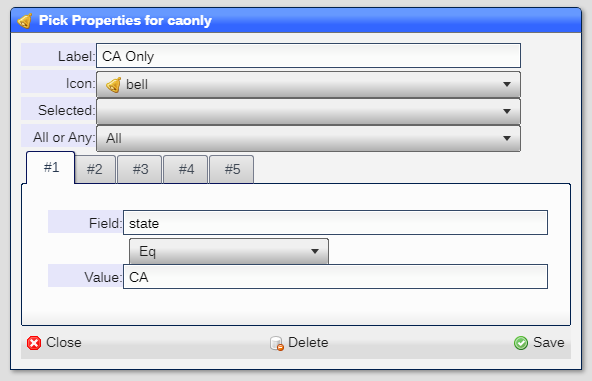 Pick Properties for caonly
Label: CA Only
Icon: bell
Selected:
All or Any: All
#1 #2 #3 #4 #5
Field: state
Eq
Value: CA
Close Delete Save